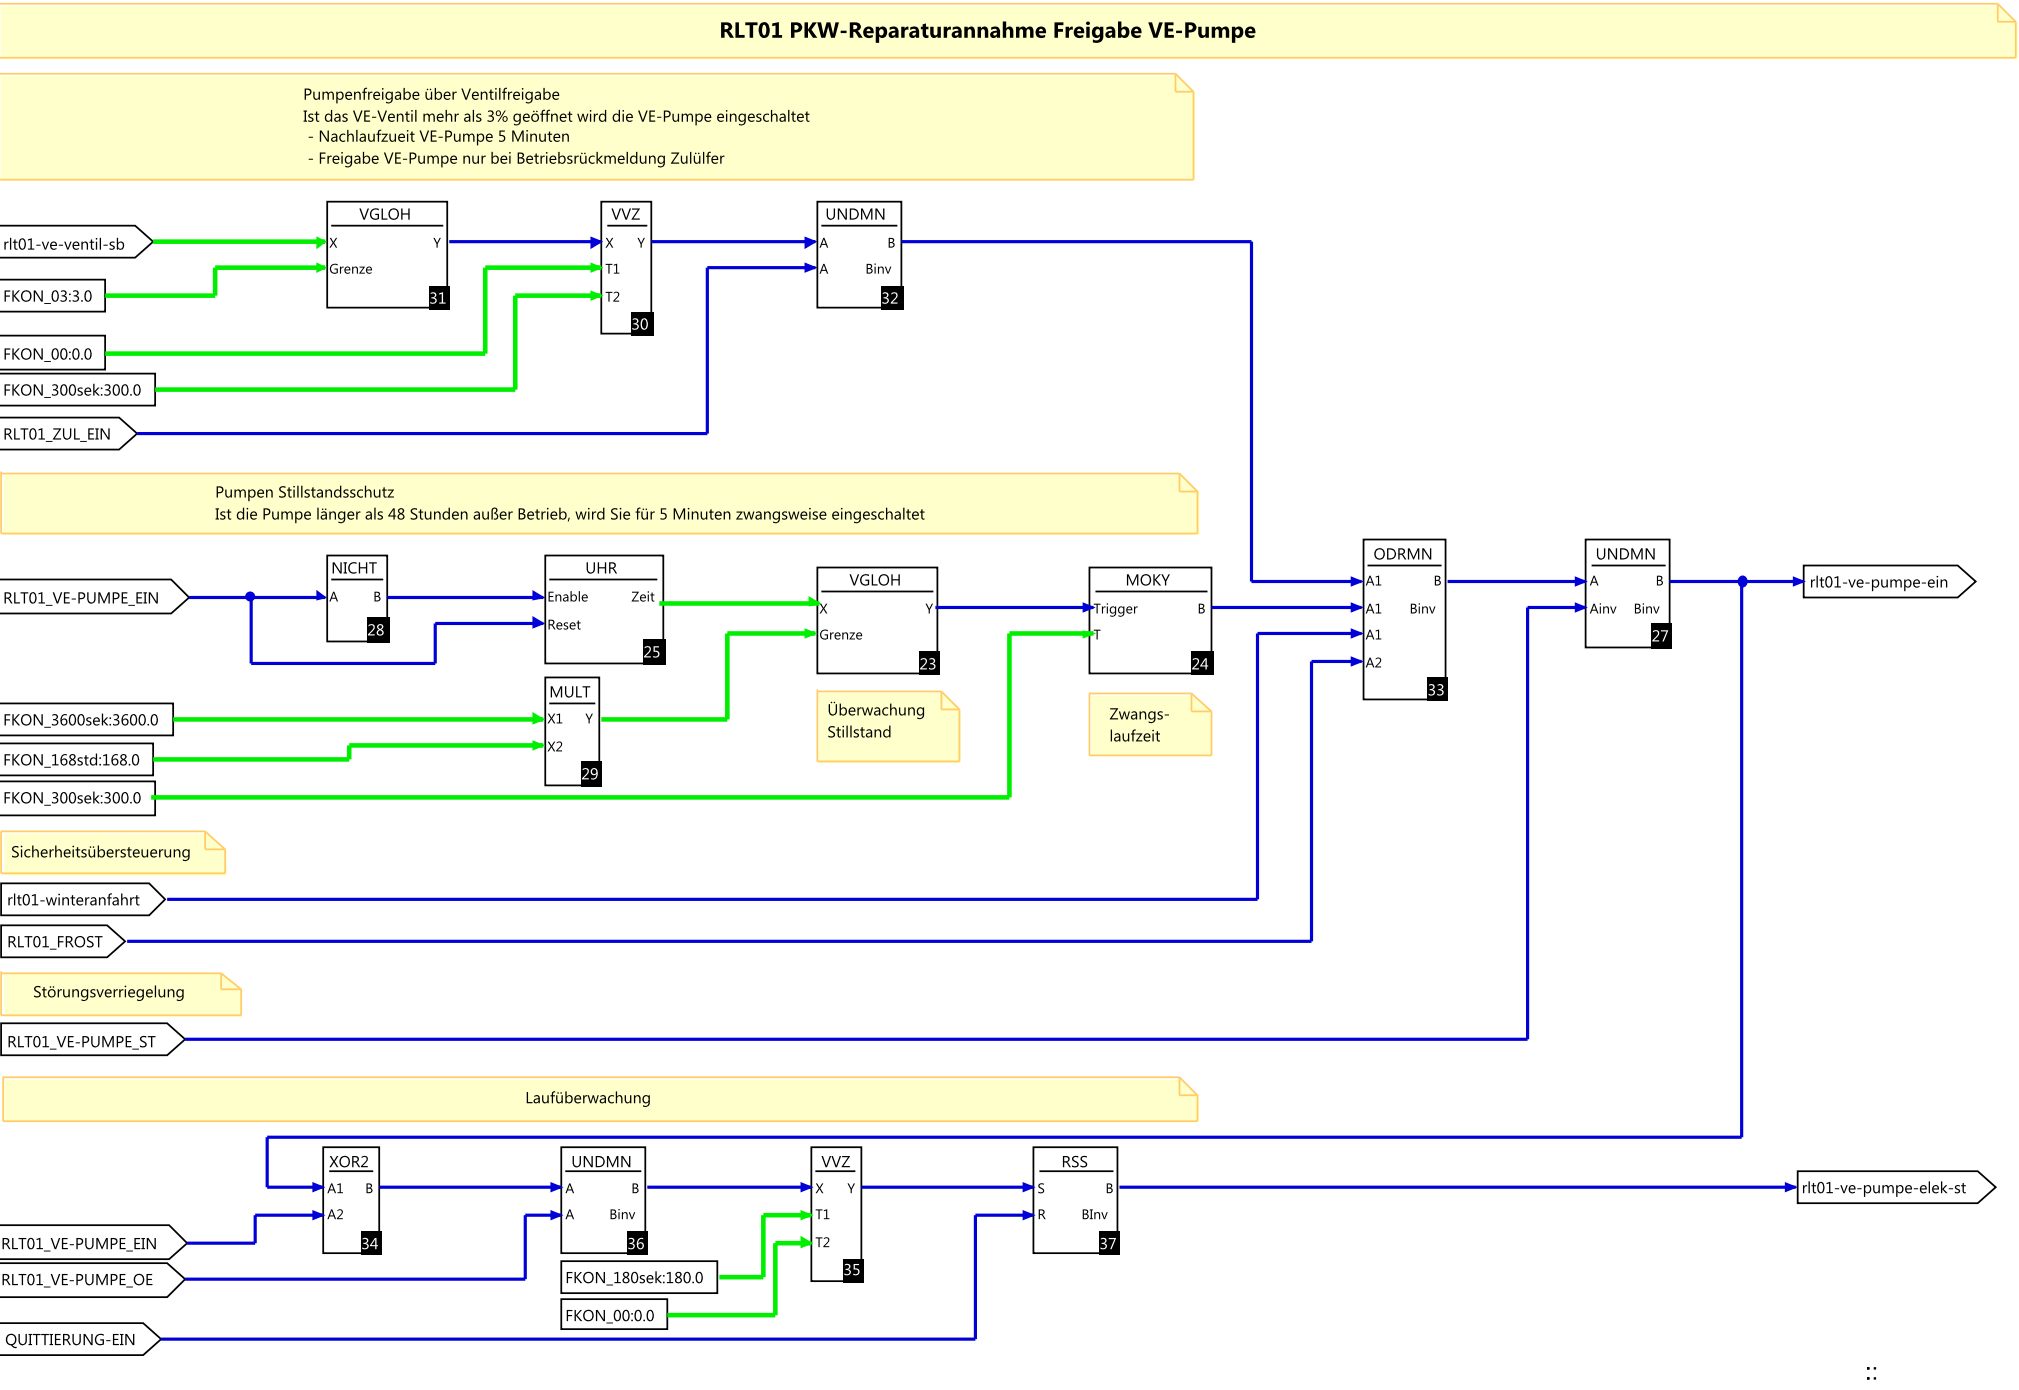 RLT01 PKW-Reparaturannahme Freigabe VE-Pumpe
Pumpenfreigabe über Ventilfreigabe
Ist das VE-Ventil mehr als 3% geöffnet wird die VE-Pumpe eingeschaltet
- Nachlaufzueit VE-Pumpe 5 Minuten
- Freigabe VE-Pumpe nur bei Betriebsrückmeldung Zulülfer
VGLOH VVZ UNDMN
rlt01-ve-ventil-sb X Y X Y A B
Grenze T1 A Binv
FKON_03:3.0 31 T2 32
30
FKON_00:0.0
FKON_300sek:300.0
RLT01_ZUL_EIN
Pumpen Stillstandsschutz
Ist die Pumpe länger als 48 Stunden außer Betrieb, wird Sie für 5 Minuten zwangsweise eingeschaltet
NICHT UHR VGLOH MOKY ODRMN UNDMN
A1 B A B rlt01-ve-pumpe-ein
RLT01_VE-PUMPE_EIN A B Enable Zeit X Y Trigger B A1 Binv Ainv Binv
28 Reset Grenze T A1 27
25 23 24 A2
33
MULT
FKON_3600sek:3600.0 X1 Y Überwachung Zwangs-
Stillstand laufzeit
FKON_168std:168.0 X2
29
FKON_300sek:300.0
Sicherheitsübersteuerung
rlt01-winteranfahrt
RLT01_FROST
Störungsverriegelung
RLT01_VE-PUMPE_ST
Laufüberwachung
XOR2 UNDMN VVZ RSS
A1 B A B X Y S B rlt01-ve-pumpe-elek-st
A2 A Binv T1 R BInv
RLT01_VE-PUMPE_EIN 34 36 T2 37
35
RLT01_VE-PUMPE_OE FKON_180sek:180.0
FKON_00:0.0
QUITTIERUNG-EIN